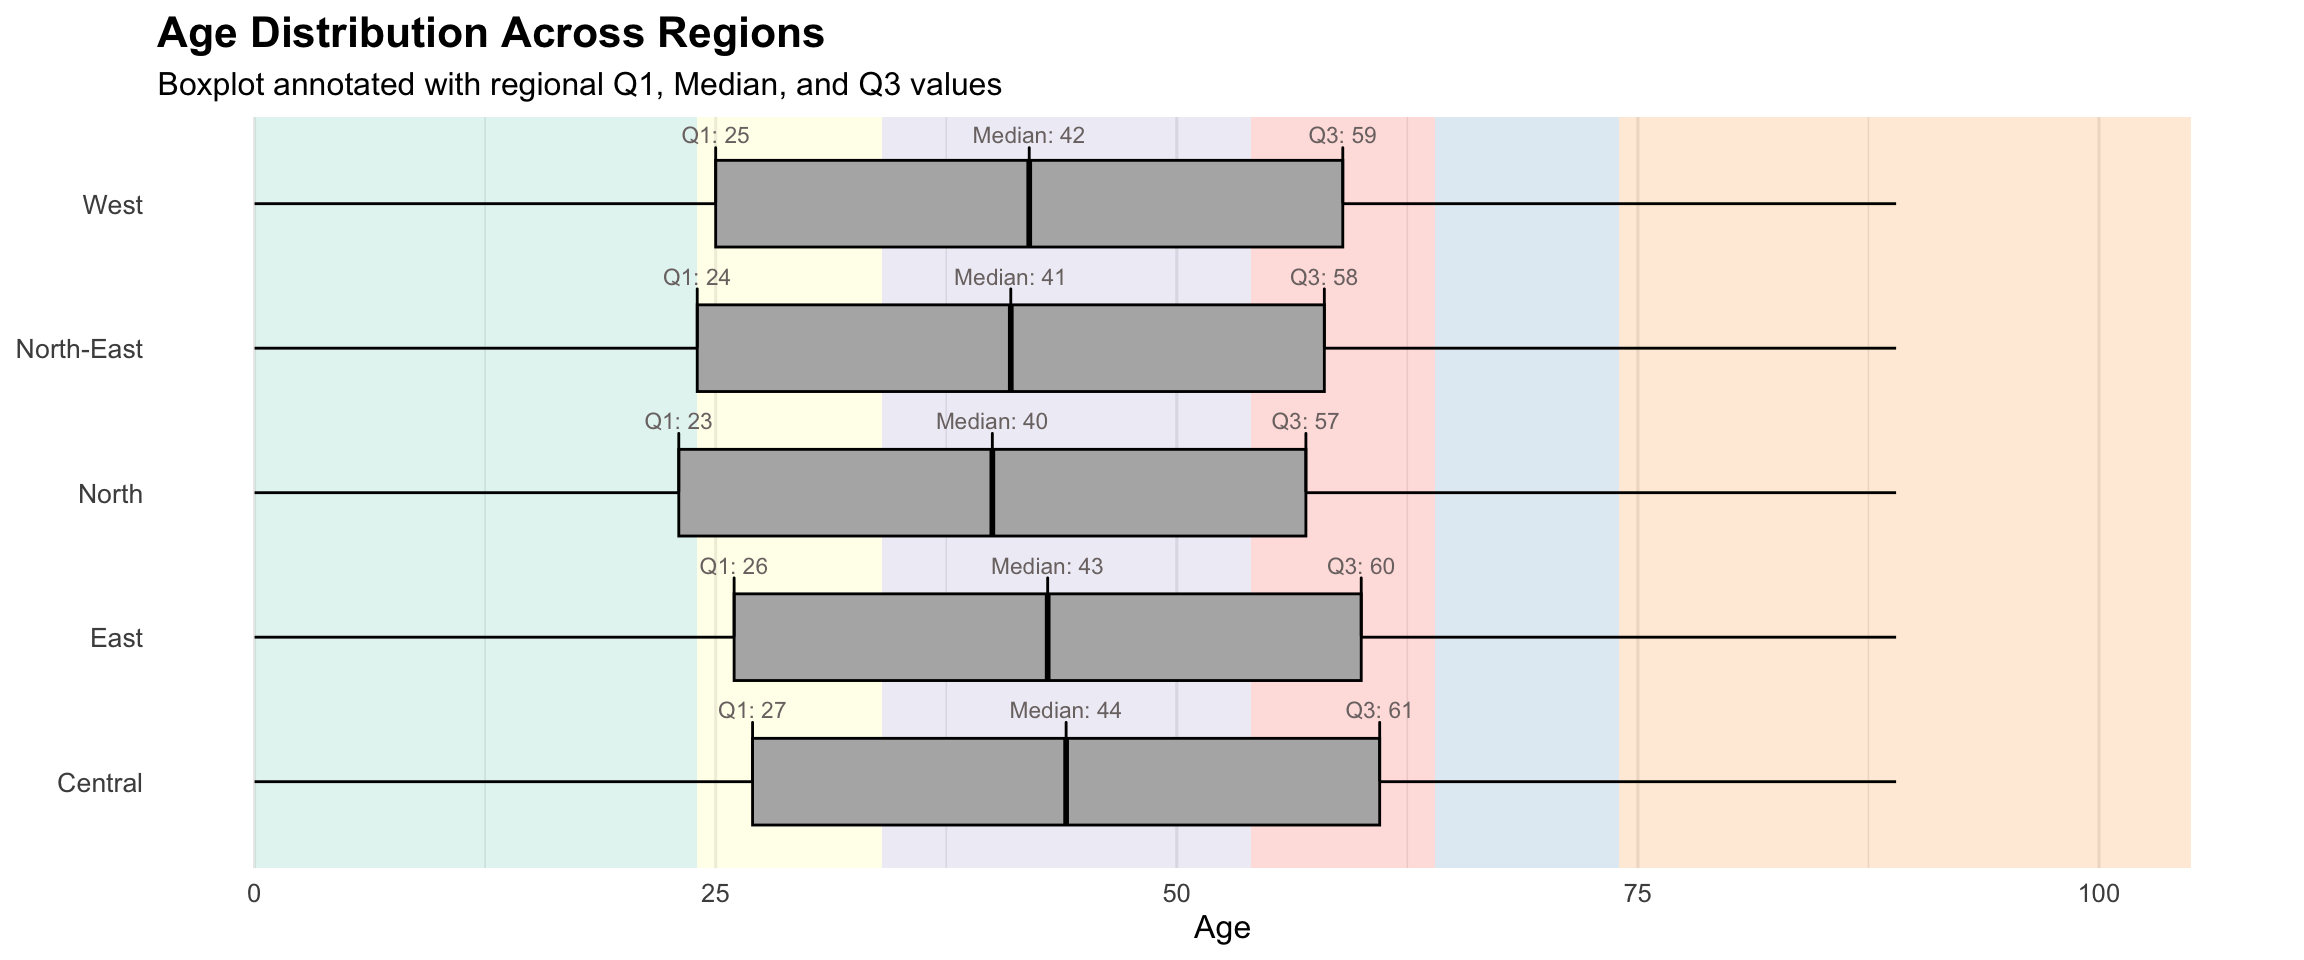 Age Distribution Across Regions
Boxplot annotated with regional Q1, Median, and Q3 values
Q1: 25 Median: 42 Q3: 59
West
Q1: 24 Median: 41 Q3: 58
North-East
Q1: 23 Median: 40 Q3: 57
North
Q1: 26 Median: 43 Q3: 60
East
Q1: 27 Median: 44 Q3: 61
Central
0 25 50 75 100
Age